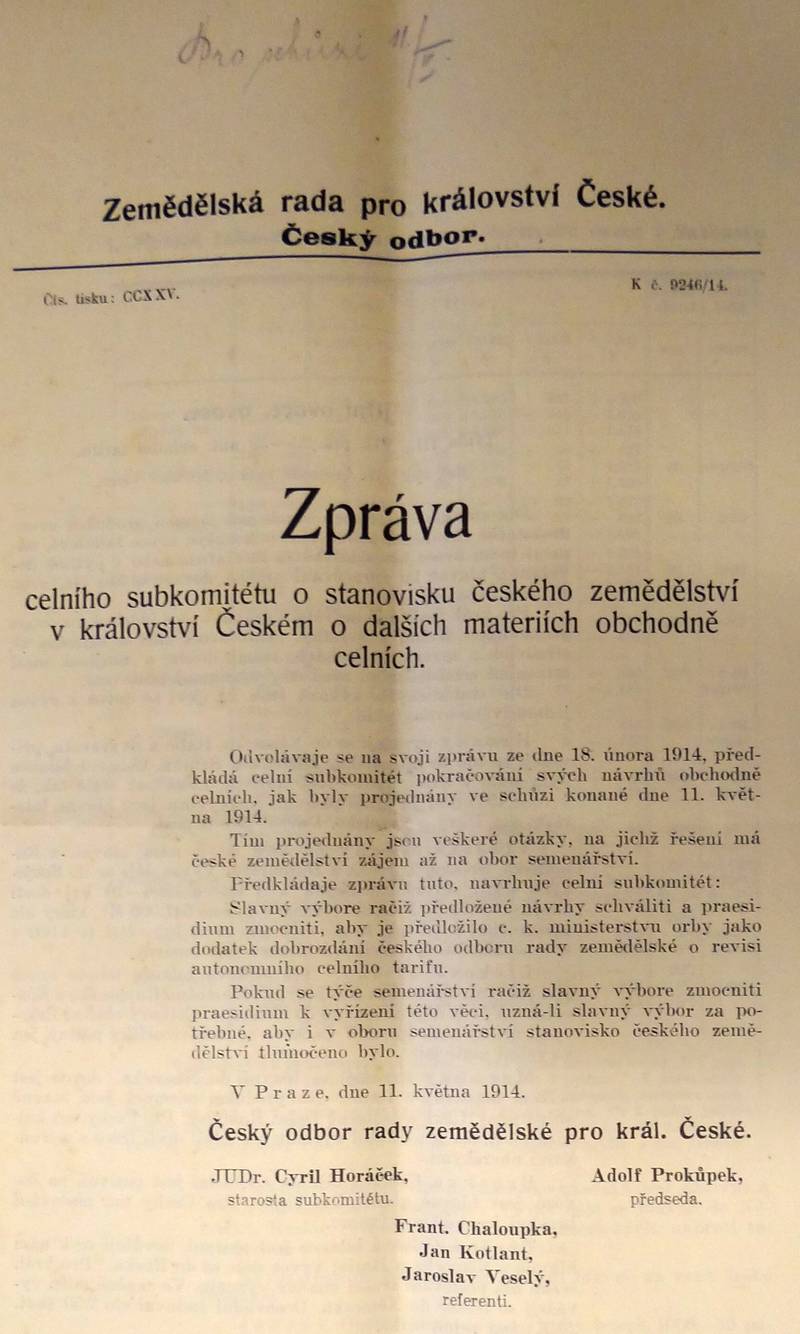 Pro schůzi 11/5
Zemědělská rada pro království České.
Český odbor.
Čís. tisku: CCXXV.
K č. 9246/14.
Zpráva
celního subkomitétu o stanovisku českého zemědělství
v království Českém o dalších materiích obchodně
celních.
Odvolávaje se na svoji zprávu ze dne 18. února 1914, před-
kládá celní subkomitét pokračování svých návrhů obchodně
celních, jak byly projednány ve schůzi konané dne 11. květ-
na 1914.
Tím projednány jsou veškeré otázky, na jichž řešení má
české zemědělství zájem až na obor semenářství.
Předkládaje zprávu tuto, navrhuje celní subkomitét:
Slavný výbore račiž předložené návrhy schváliti a praesi-
dium zmocniti, aby je předložilo c. k. ministerstvu orby jako
dodatek dobrozdání českého odboru rady zemědělské o revisi
autonomního celního tarifu.
Pokud se týče semenářství račiž slavný výbore zmocniti
praesidium k vyřízení této věci, uzná-li slavný výbor za po-
třebné, aby i v oboru semenářství stanovisko českého země-
dělství tlumočeno bylo.
V Praze, dne 11. května 1914.
Český odbor rady zemědělské pro král. České.
JUDr. Cyril Horáček,
starosta subkomitétu.
Adolf Prokůpek,
předseda.
Frant. Chaloupka,
Jan Kotlant,
Jaroslav Veselý,
referenti.